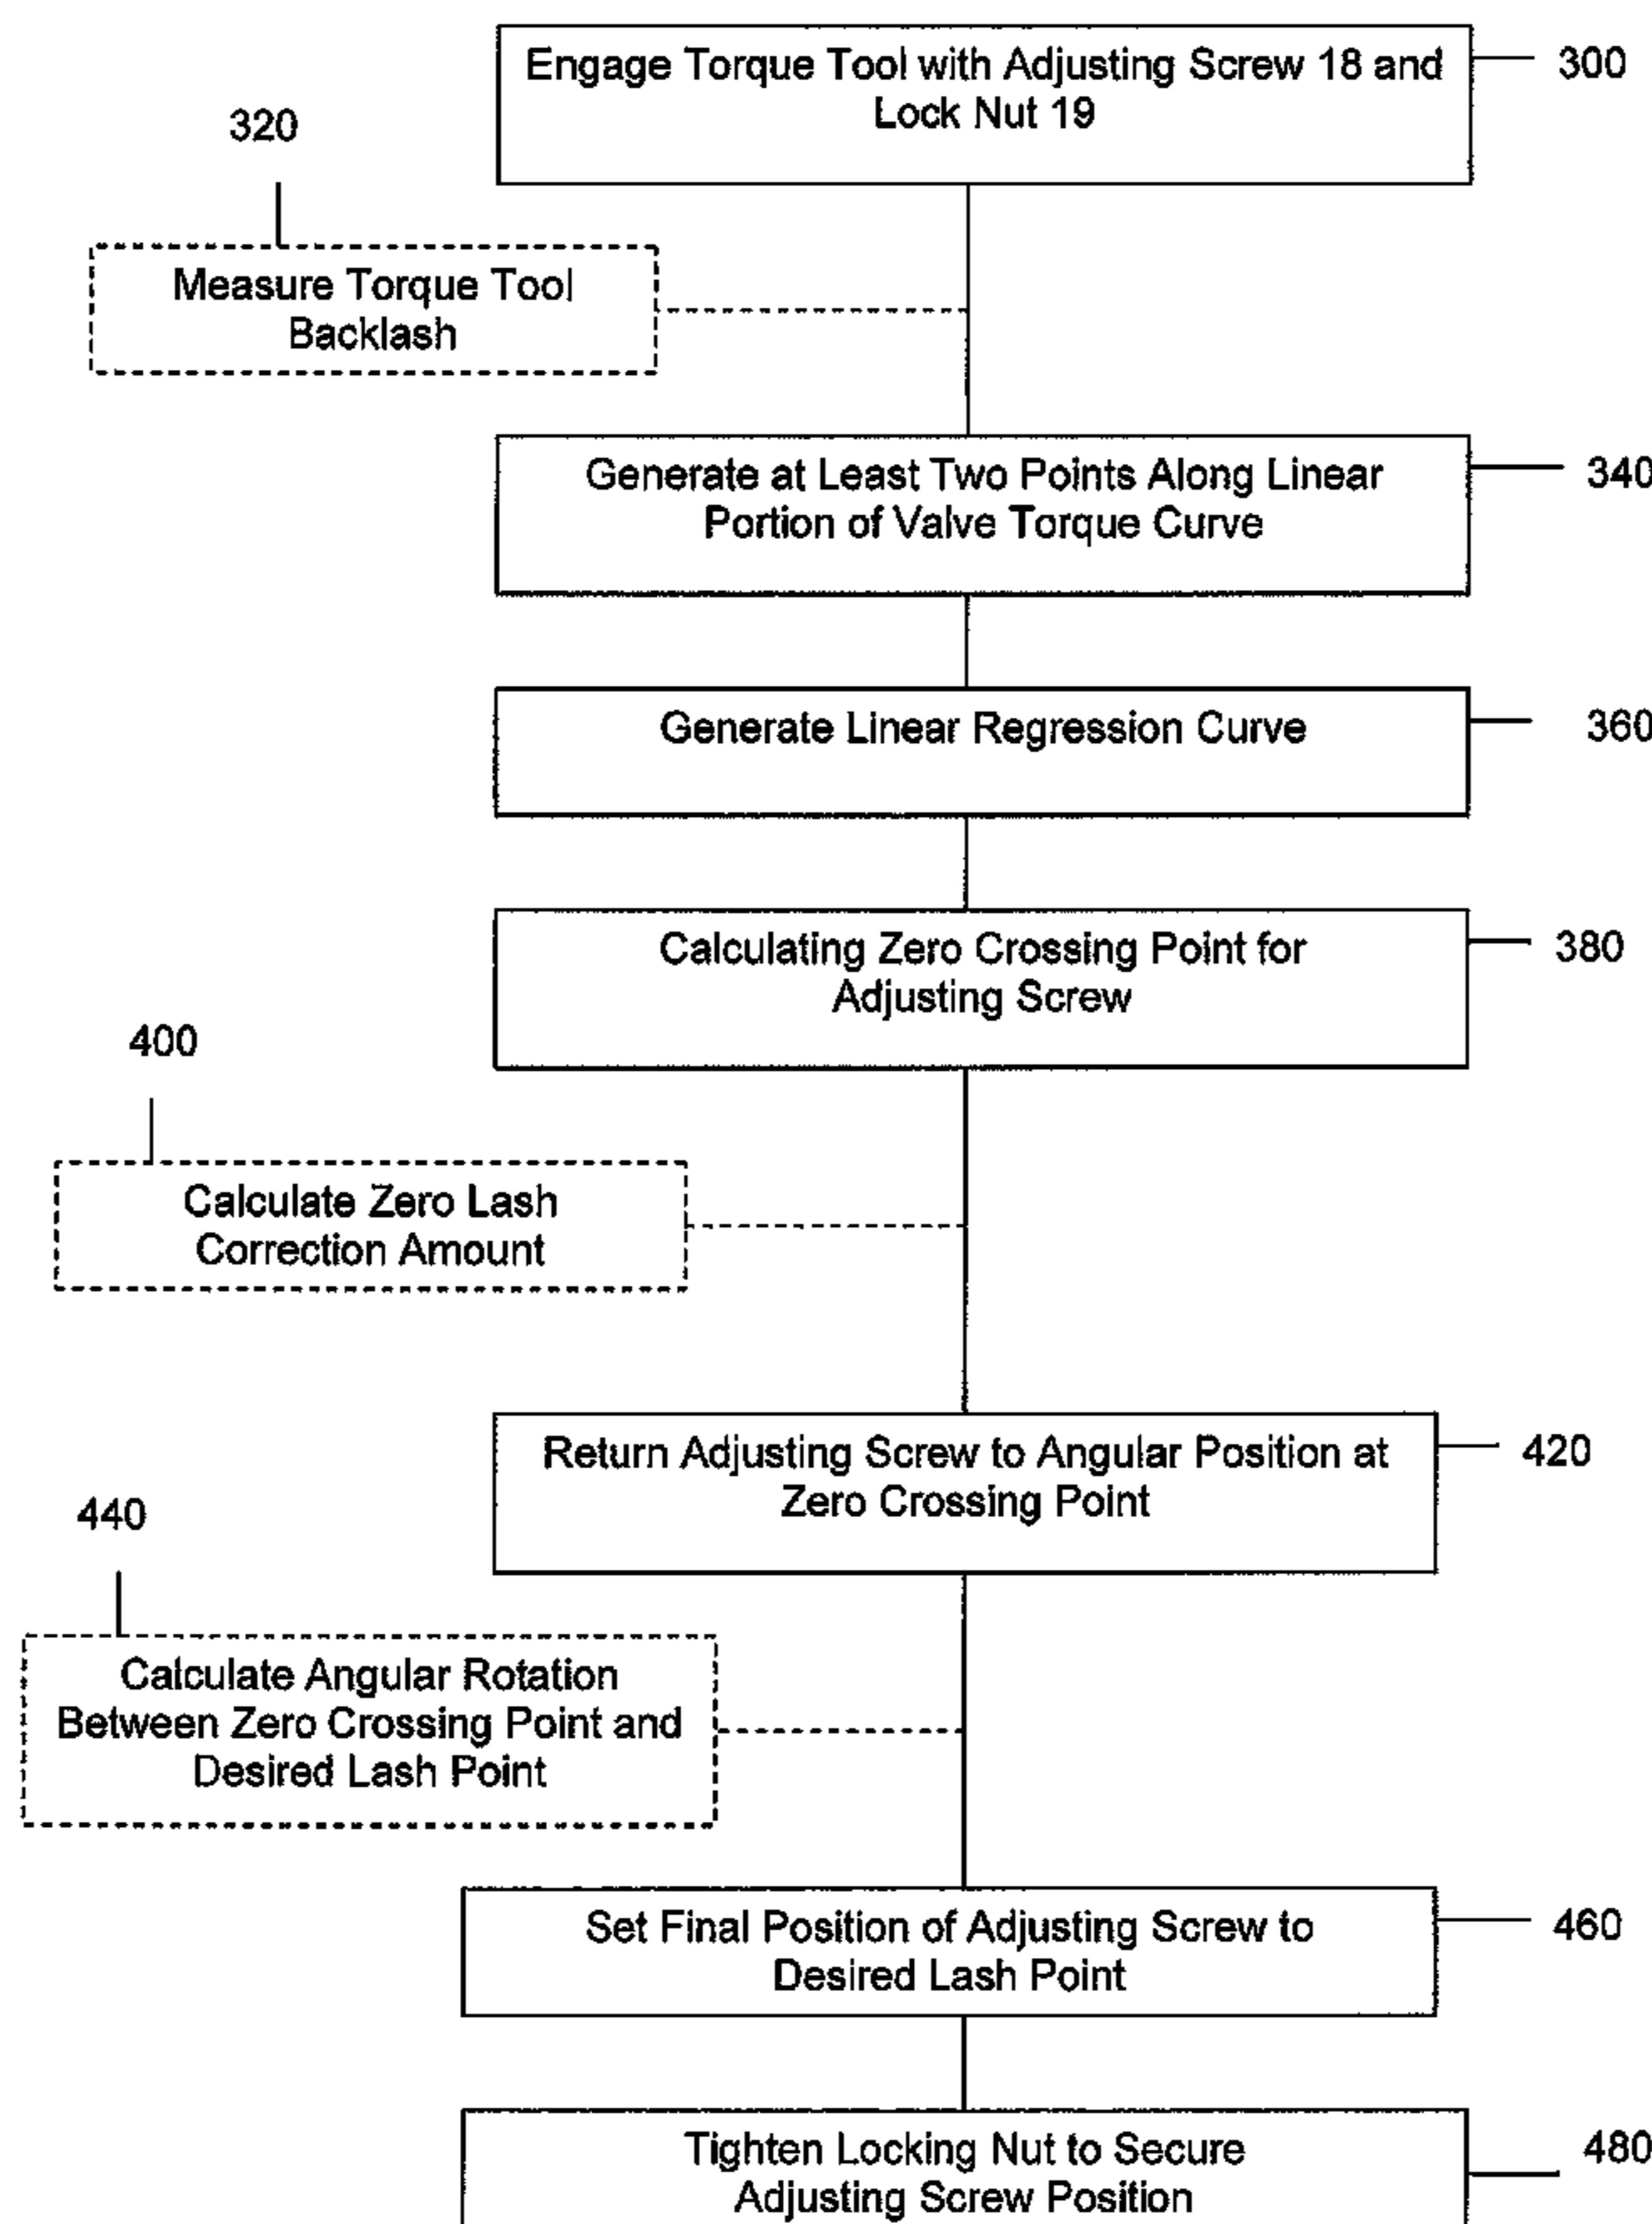 Engage Torque Tool with Adjusting Screw 18 and
Lock Nut 19
300
320
Measure Torque Tool
Backlash
Generate at Least Two Points Along Linear
Portion of Valve Torque Curve
340
Generate Linear Regression Curve
360
Calculating Zero Crossing Point for
Adjusting Screw
380
400
Calculate Zero Lash
Correction Amount
Return Adjusting Screw to Angular Position at
Zero Crossing Point
420
440
Calculate Angular Rotation
Between Zero Crossing Point and
Desired Lash Point
Set Final Position of Adjusting Screw to
Desired Lash Point
460
Tighten Locking Nut to Secure
Adjusting Screw Position
480